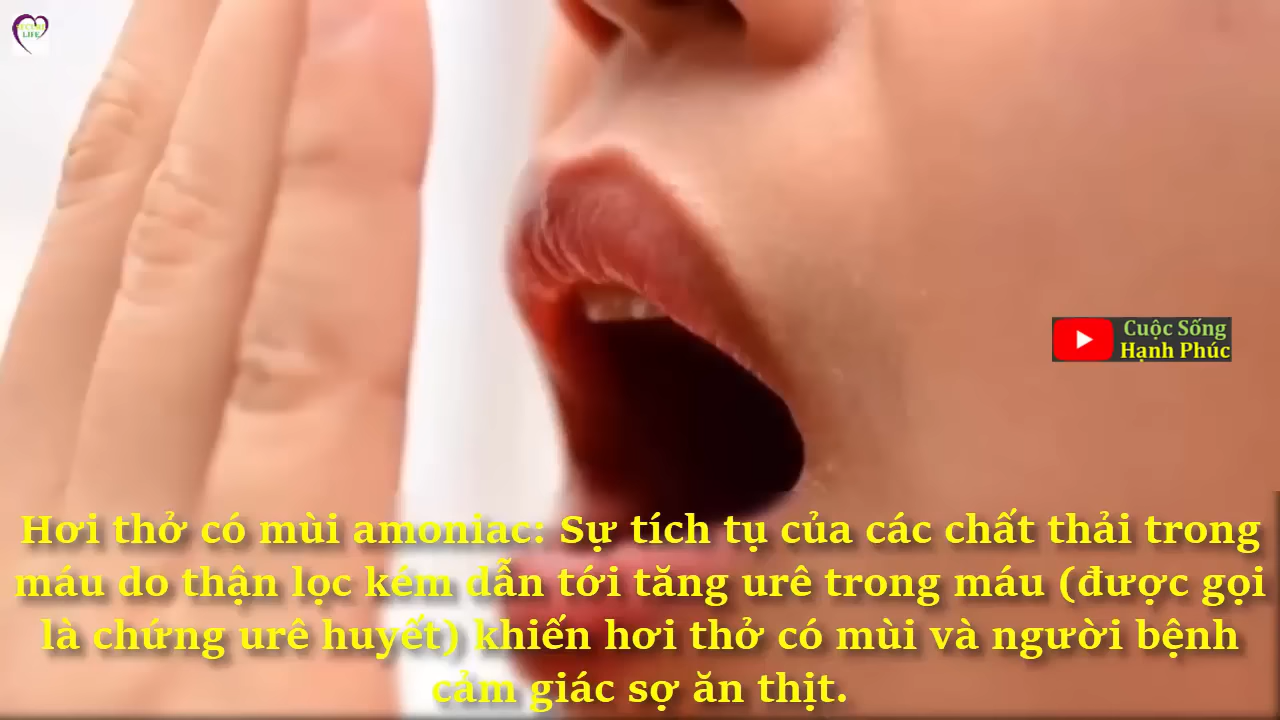 LIFE
Cuộc Sống
Hạnh Phúc
Hơi thở có mùi amoniac: Sự tích tụ của các chất thải trong
máu do thận lọc kém dẫn tới tăng urê trong máu (được gọi
là chứng urê huyết) khiến hơi thở có mùi và người bệnh
cảm giác sợ ăn thịt.